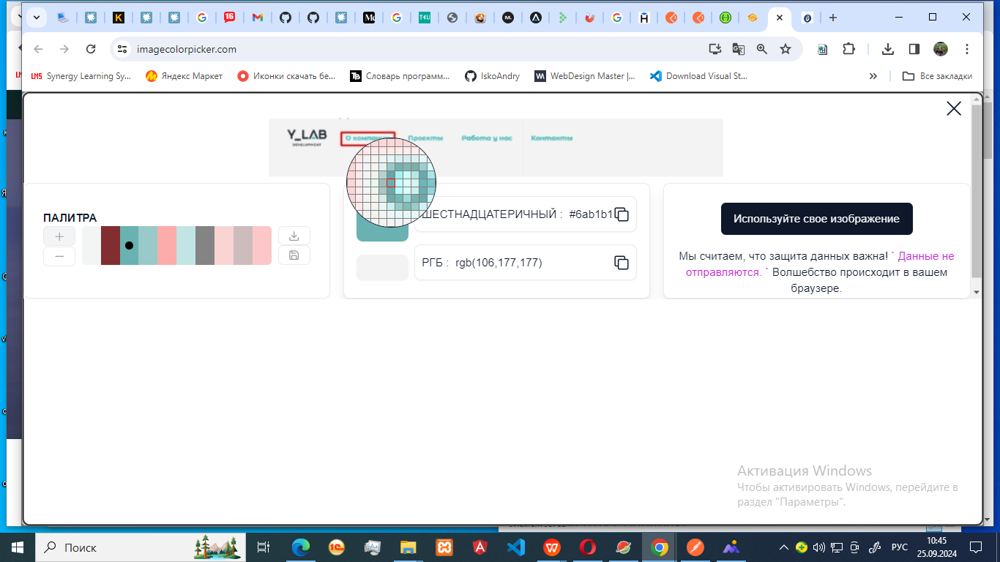 imagecolorpicker.com
Synergy Learning Sy...
Яндекс Маркет
Иконки скачать бе...
Словарь программ...
IskoAndry
WebDesign Master |...
Download Visual St...
Все закладки
Y_LAB
DEVELOPMENT
О компании
Проекты
Работа у нас
Контакты
ПАЛИТРА
ШЕСТНАДЦАТЕРИЧНЫЙ : #6ab1b1
РГБ : rgb(106,177,177)
Используйте свое изображение
Мы считаем, что защита данных важна! ` Данные не
отправляются. ` Волшебство происходит в вашем
браузере.
Активация Windows
Чтобы активировать Windows, перейдите в
раздел "Параметры".
Поиск
РУС
10:45
25.09.2024